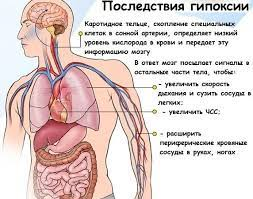 Последствия гипоксии
Каротидное тельце, скопление специальных
клеток в сонной артерии, определяет низкий
уровень кислорода в крови и передает эту
информацию мозгу
В ответ мозг посылает сигналы в
остальные части тела, чтобы:
- увеличить скорость
дыхания и сузить сосуды в
легких;
- увеличить ЧСС;
- расширить
периферические кровяные
сосуды в руках, ногах